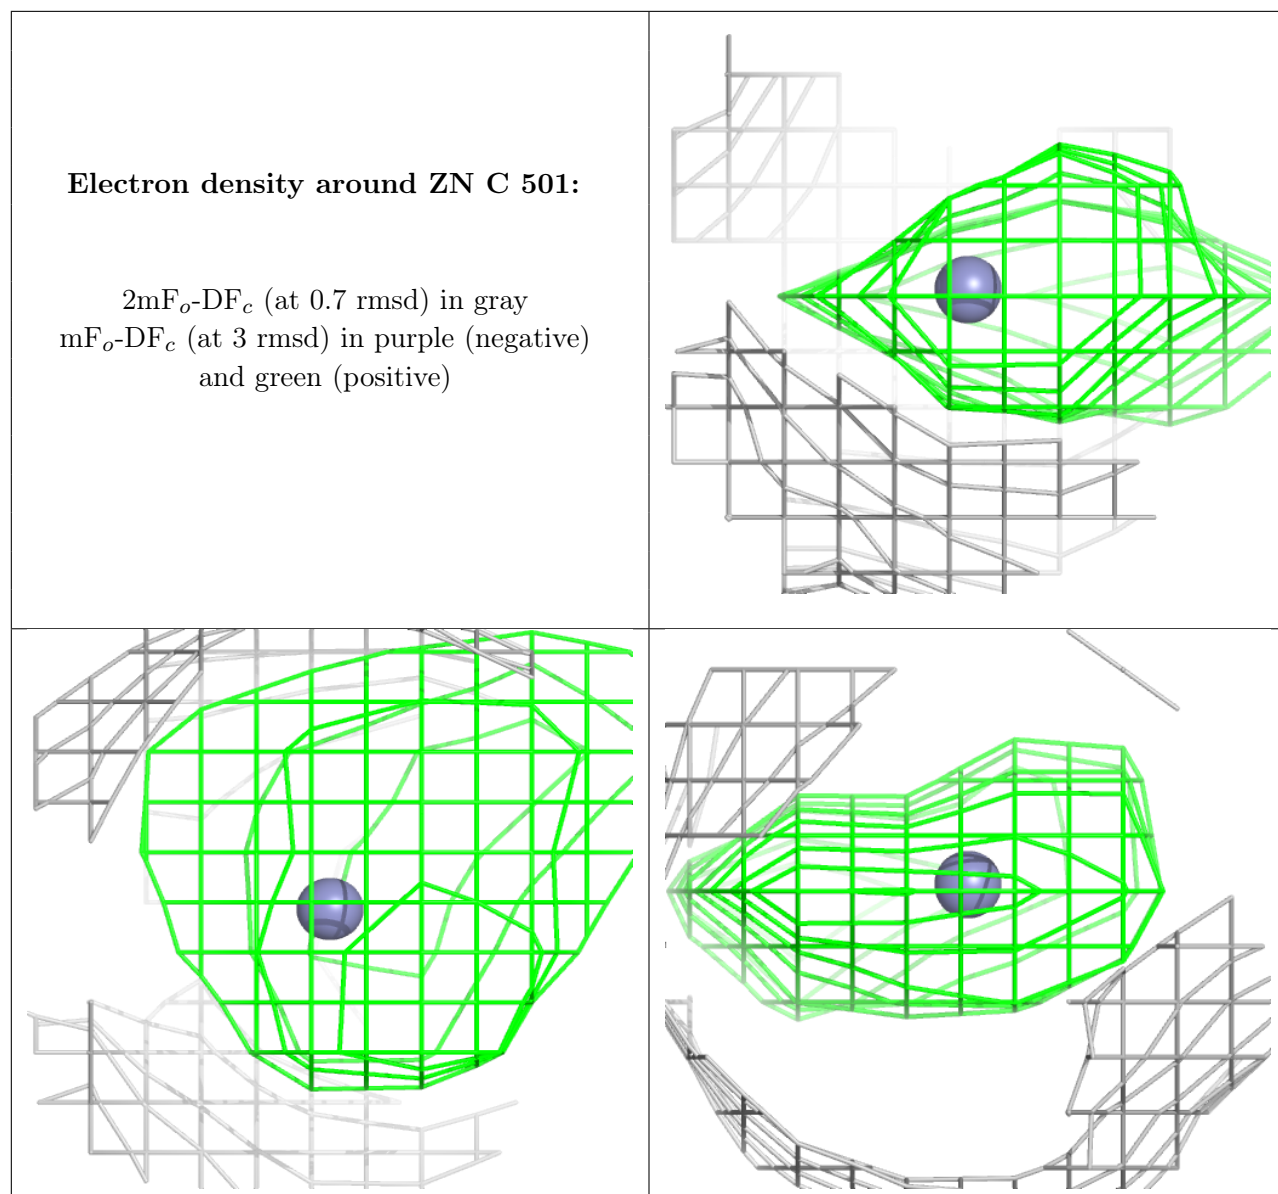 Electron density around ZN C 501:
2mFo-DFc (at 0.7 rmsd) in gray
mFo-DFc (at 3 rmsd) in purple (negative)
and green (positive)